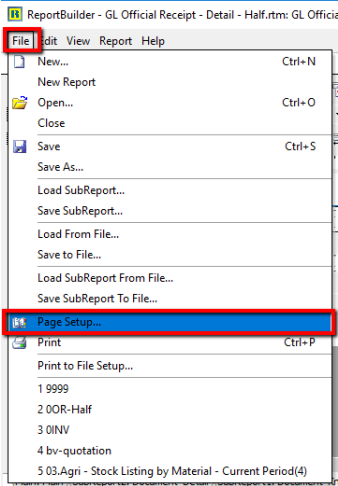 ReportBuilder - GL Official Receipt - Detail - Half.rtm: GL Offici
File Edit View Report Help
New... Ctrl+N
New Report
Open... Ctrl+O
Close
Save Ctrl+S
Save As...
Load SubReport...
Save SubReport...
Load From File...
Save to File...
Load SubReport From File...
Save SubReport To File...
Page Setup...
Print Ctrl+P
Print to File Setup...
1 9999
2 0OR-Half
3 0INV
4 bv-quotation
5 03.Agri - Stock Listing by Material - Current Period(4)